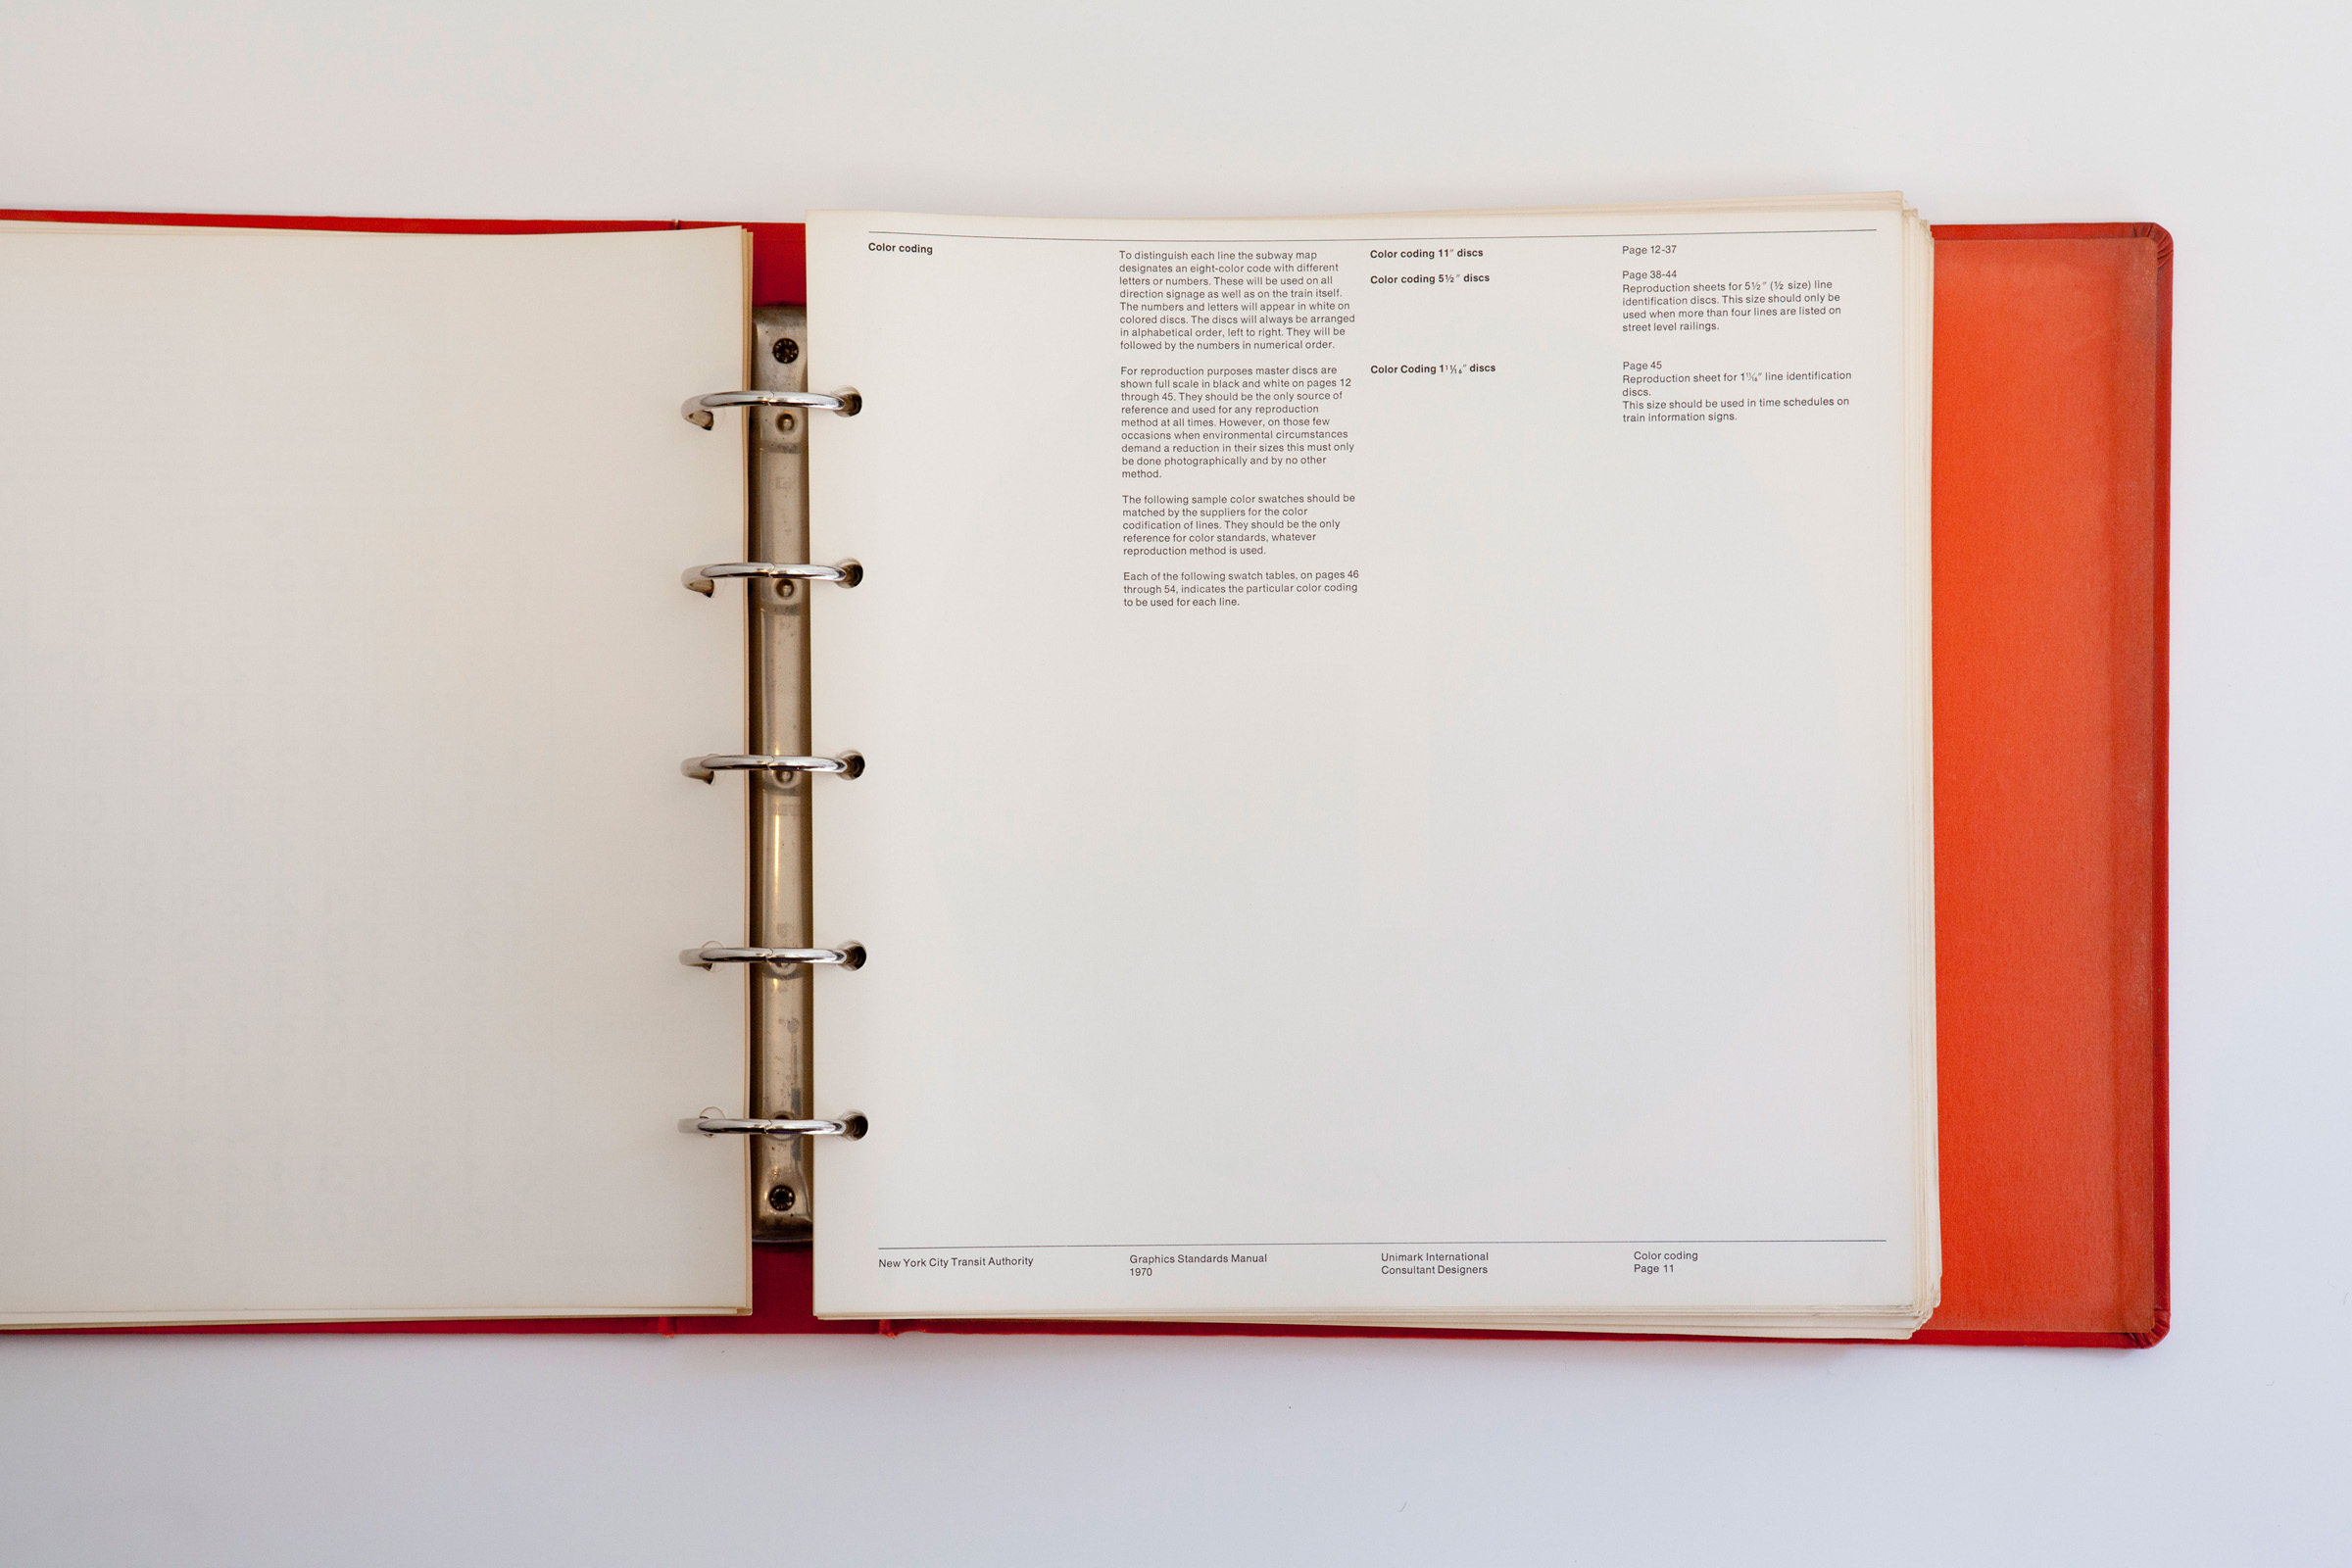 Color coding
To distinguish each line the subway map
designates an eight-color code with different
letters or numbers. These will be used on all
direction signage as well as on the train itself.
The numbers and letters will appear in white on
colored discs. The discs will always be arranged
in alphabetical order, left to right. They will be
followed by the numbers in numerical order.
For reproduction purposes master discs are
shown full scale in black and white on pages 12
through 45. They should be the only source of
reference and used for any reproduction
method at all times. However, on those few
occasions when environmental circumstances
demand a reduction in their sizes this must only
be done photographically and by no other
method.
The following sample color swatches should be
matched by the suppliers for the color
codification of lines. They should be the only
reference for color standards, whatever
reproduction method is used.
Each of the following swatch tables, on pages 46
through 54, indicates the particular color coding
to be used for each line.
Color coding 11″ discs
Page 12-37
Color coding 5½″ discs
Page 38-44
Reproduction sheets for 5½″ (½ size) line
identification discs. This size should only be
used when more than four lines are listed on
street level railings.
Color Coding 1¹¹⁄₁₆″ discs
Page 45
Reproduction sheet for 1¹¹⁄₁₆″ line identification
discs.
This size should be used in time schedules on
train information signs.
New York City Transit Authority
Graphics Standards Manual
1970
Unimark International
Consultant Designers
Color coding
Page 11